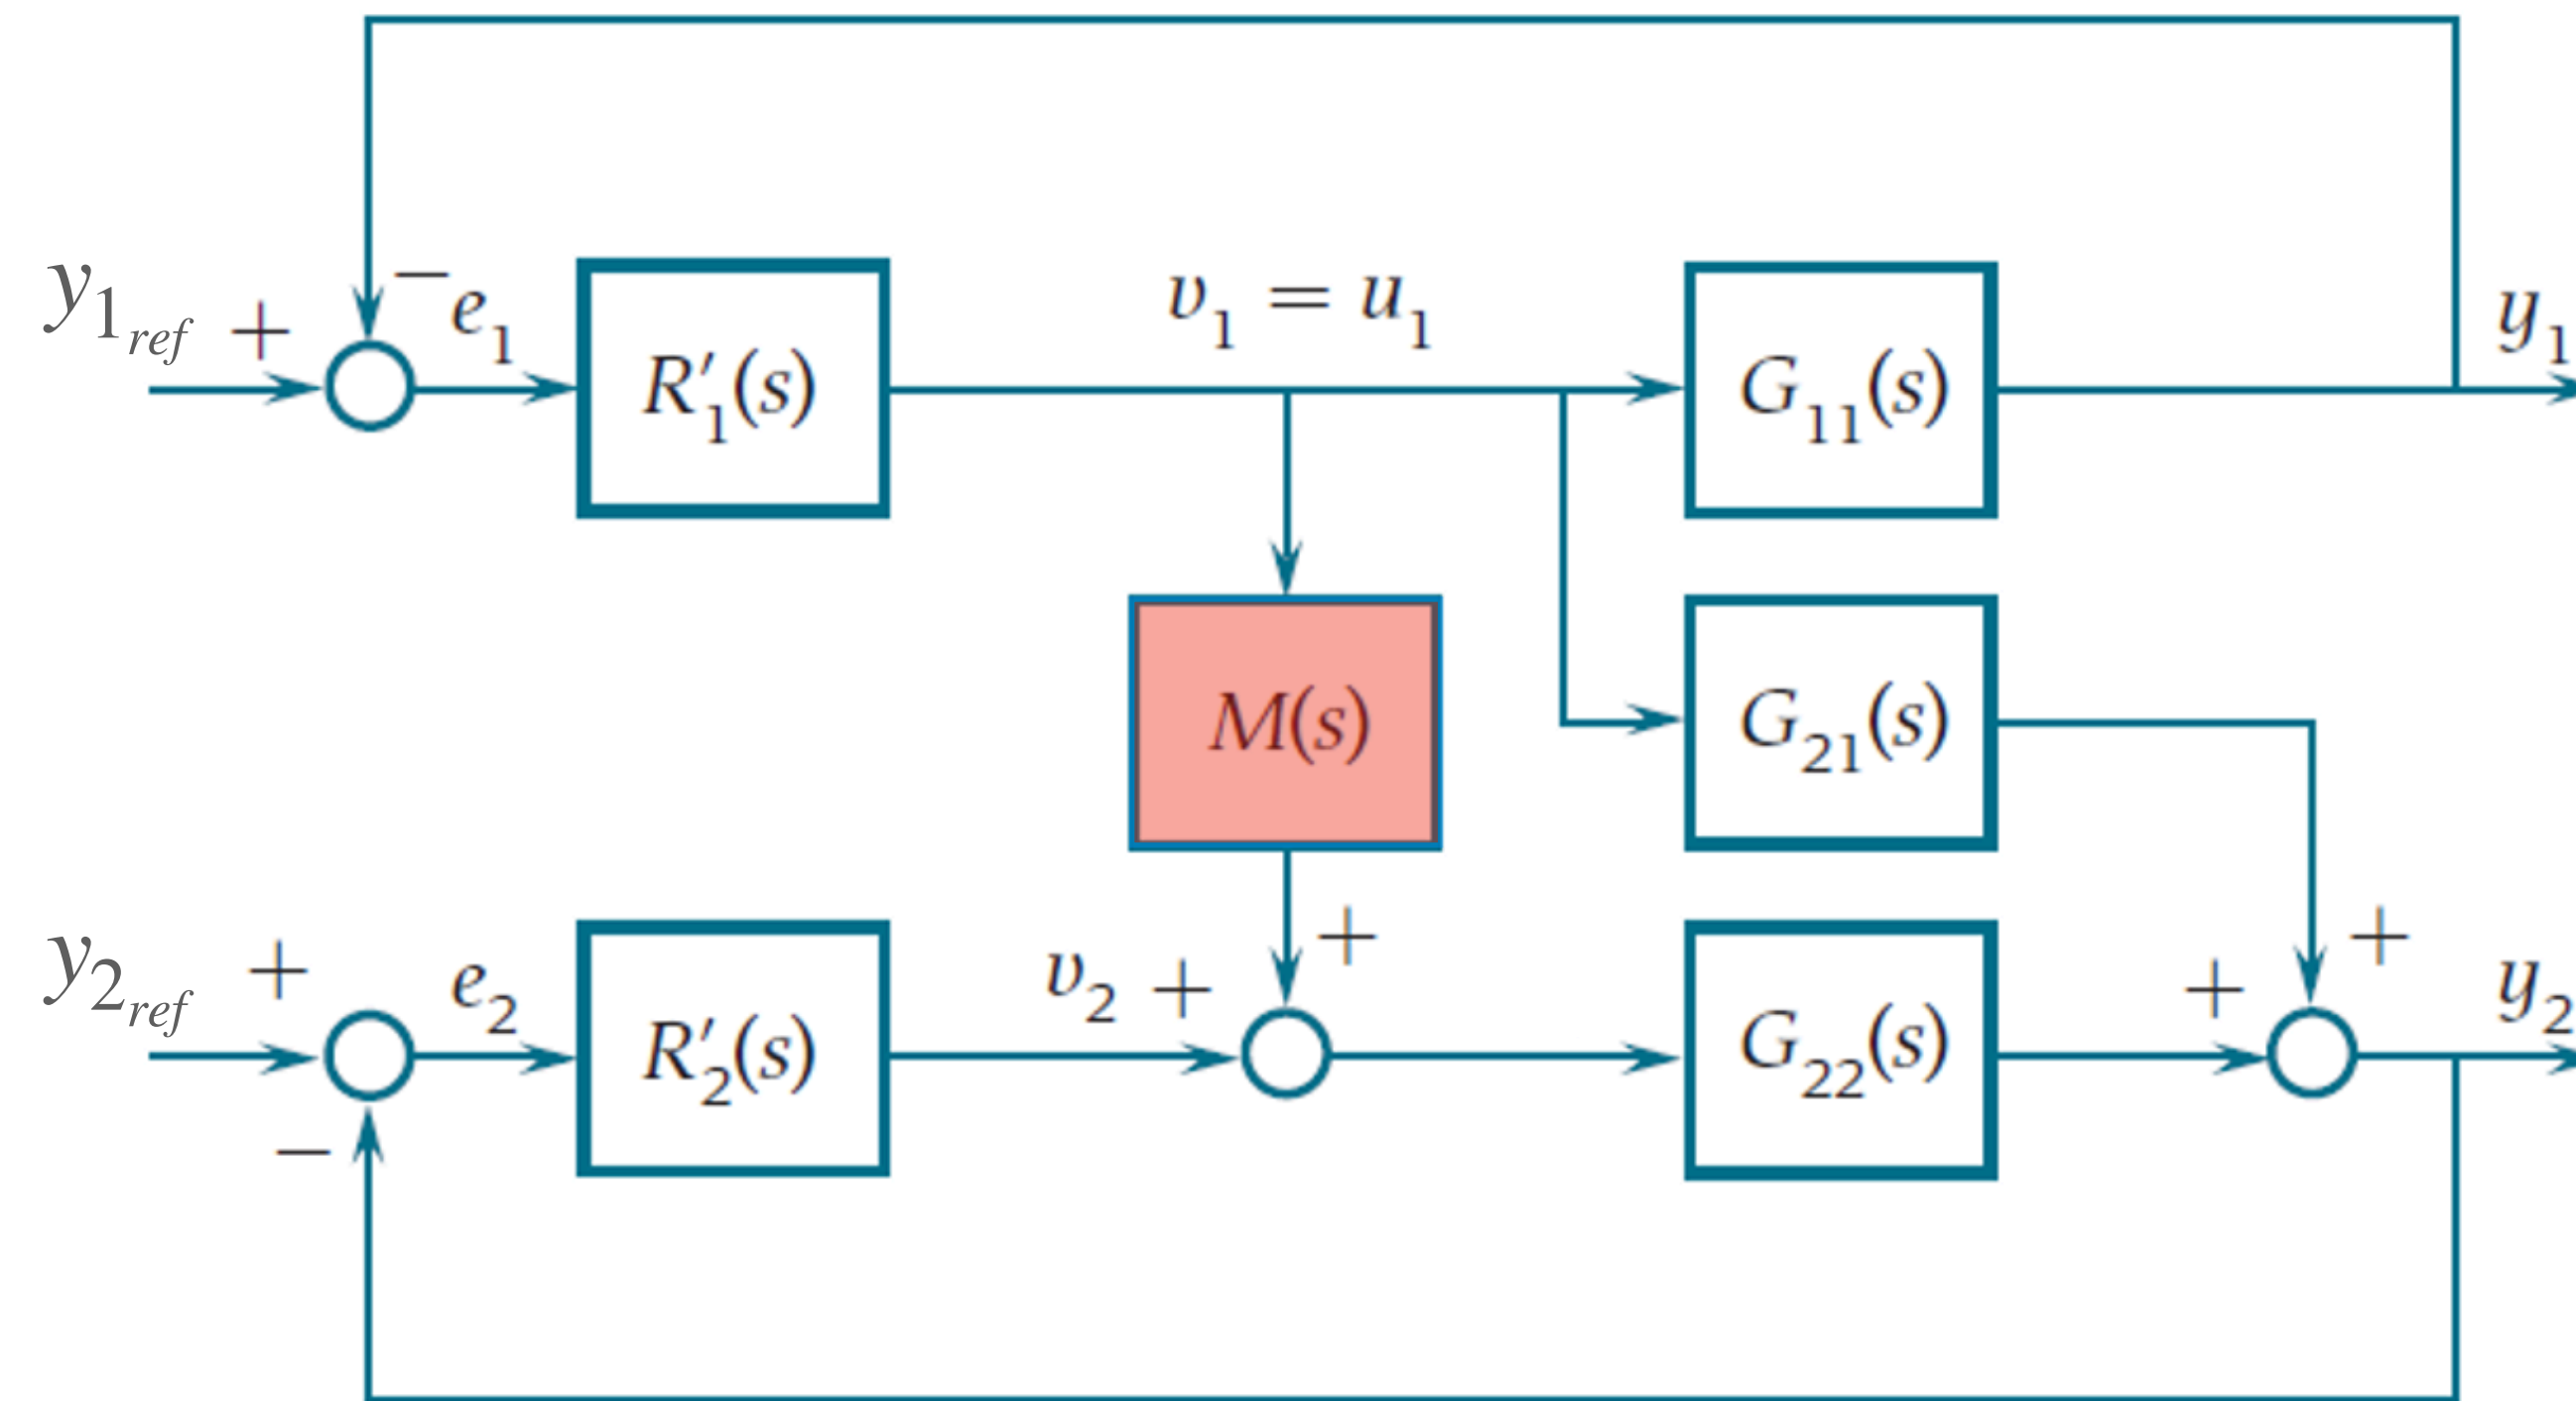 y1ref + − e1 R′1(s) v1 = u1 G11(s) y1
M(s) G21(s)
+ +
y2ref + e2 R′2(s) v2 + G22(s) + y2
−